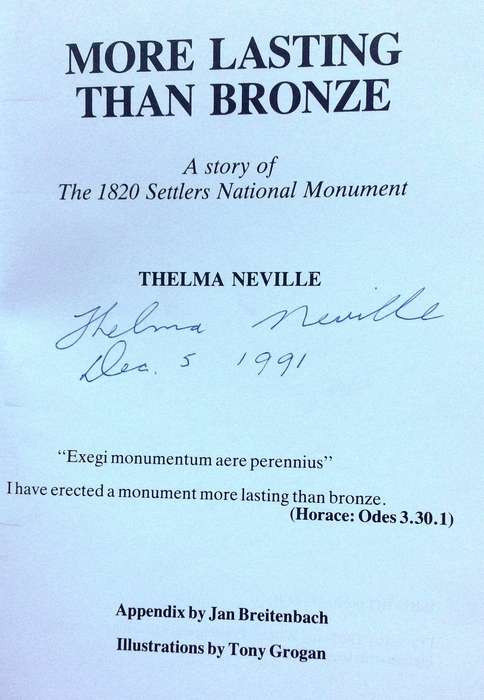 MORE LASTING
THAN BRONZE
A story of
The 1820 Settlers National Monument
THELMA NEVILLE
Thelma Neville
Dec. 5 1991
“Exegi monumentum aere perennius”
I have erected a monument more lasting than bronze.
(Horace: Odes 3.30.1)
Appendix by Jan Breitenbach
Illustrations by Tony Grogan